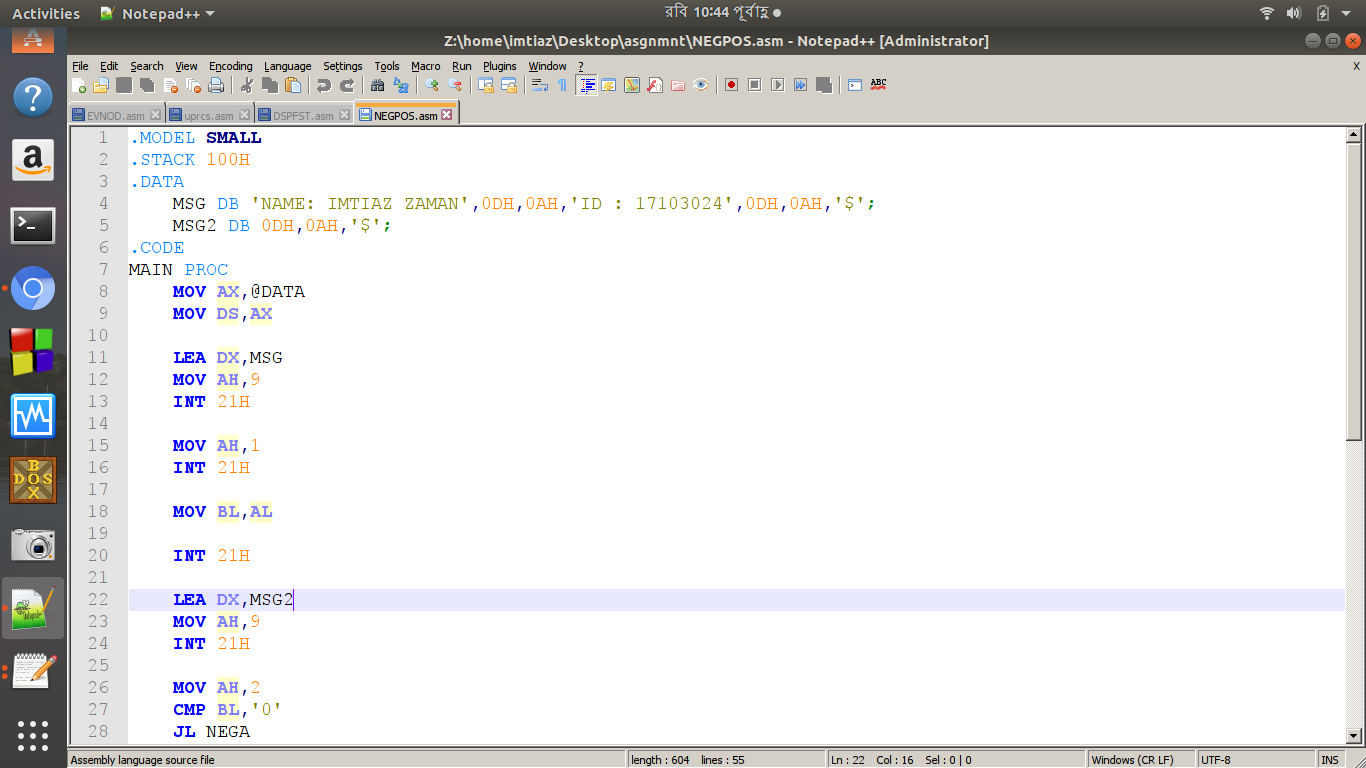 Activities Notepad++ রবি 10:44 পূর্বাহ্ণ
Z:\home\imtiaz\Desktop\asgnmnt\NEGPOS.asm - Notepad++ [Administrator]
File Edit Search View Encoding Language Settings Tools Macro Run Plugins Window ? X
ABC
EVNOD.asm uprcs.asm DSPFST.asm NEGPOS.asm
1 .MODEL SMALL
2 .STACK 100H
3 .DATA
4 MSG DB 'NAME: IMTIAZ ZAMAN',0DH,0AH,'ID : 17103024',0DH,0AH,'$';
5 MSG2 DB 0DH,0AH,'$';
6 .CODE
7 MAIN PROC
8 MOV AX,@DATA
9 MOV DS,AX
10
11 LEA DX,MSG
12 MOV AH,9
13 INT 21H
14
15 MOV AH,1
16 INT 21H
17
18 MOV BL,AL
19
20 INT 21H
21
22 LEA DX,MSG2
23 MOV AH,9
24 INT 21H
25
26 MOV AH,2
27 CMP BL,'0'
28 JL NEGA
?
a
>_
BOX
DOS
Assembly language source file length : 604 lines : 55 Ln : 22 Col : 16 Sel : 0 | 0 Windows (CR LF) UTF-8 INS